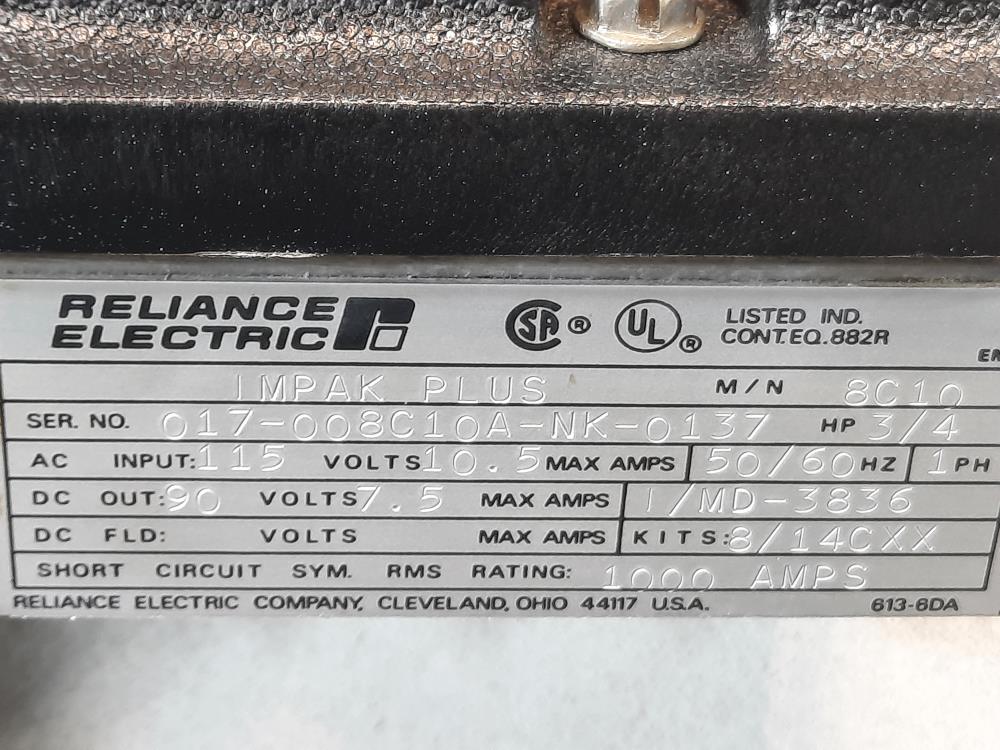 RELIANCE
ELECTRIC
SA ® UL ® LISTED IND.
CONT.EQ.882R
IMPAK PLUS M/N 8C10
SER. NO. 017-008C10A-NK-0137 HP 3/4
AC INPUT: 115 VOLTS 10.5 MAX AMPS 50/60 HZ 1 PH
DC OUT: 90 VOLTS 7.5 MAX AMPS I/MD-3836
DC FLD: VOLTS MAX AMPS KITS: 8/14CXX
SHORT CIRCUIT SYM. RMS RATING: 1000 AMPS
RELIANCE ELECTRIC COMPANY, CLEVELAND, OHIO 44117 U.S.A. 613-6DA